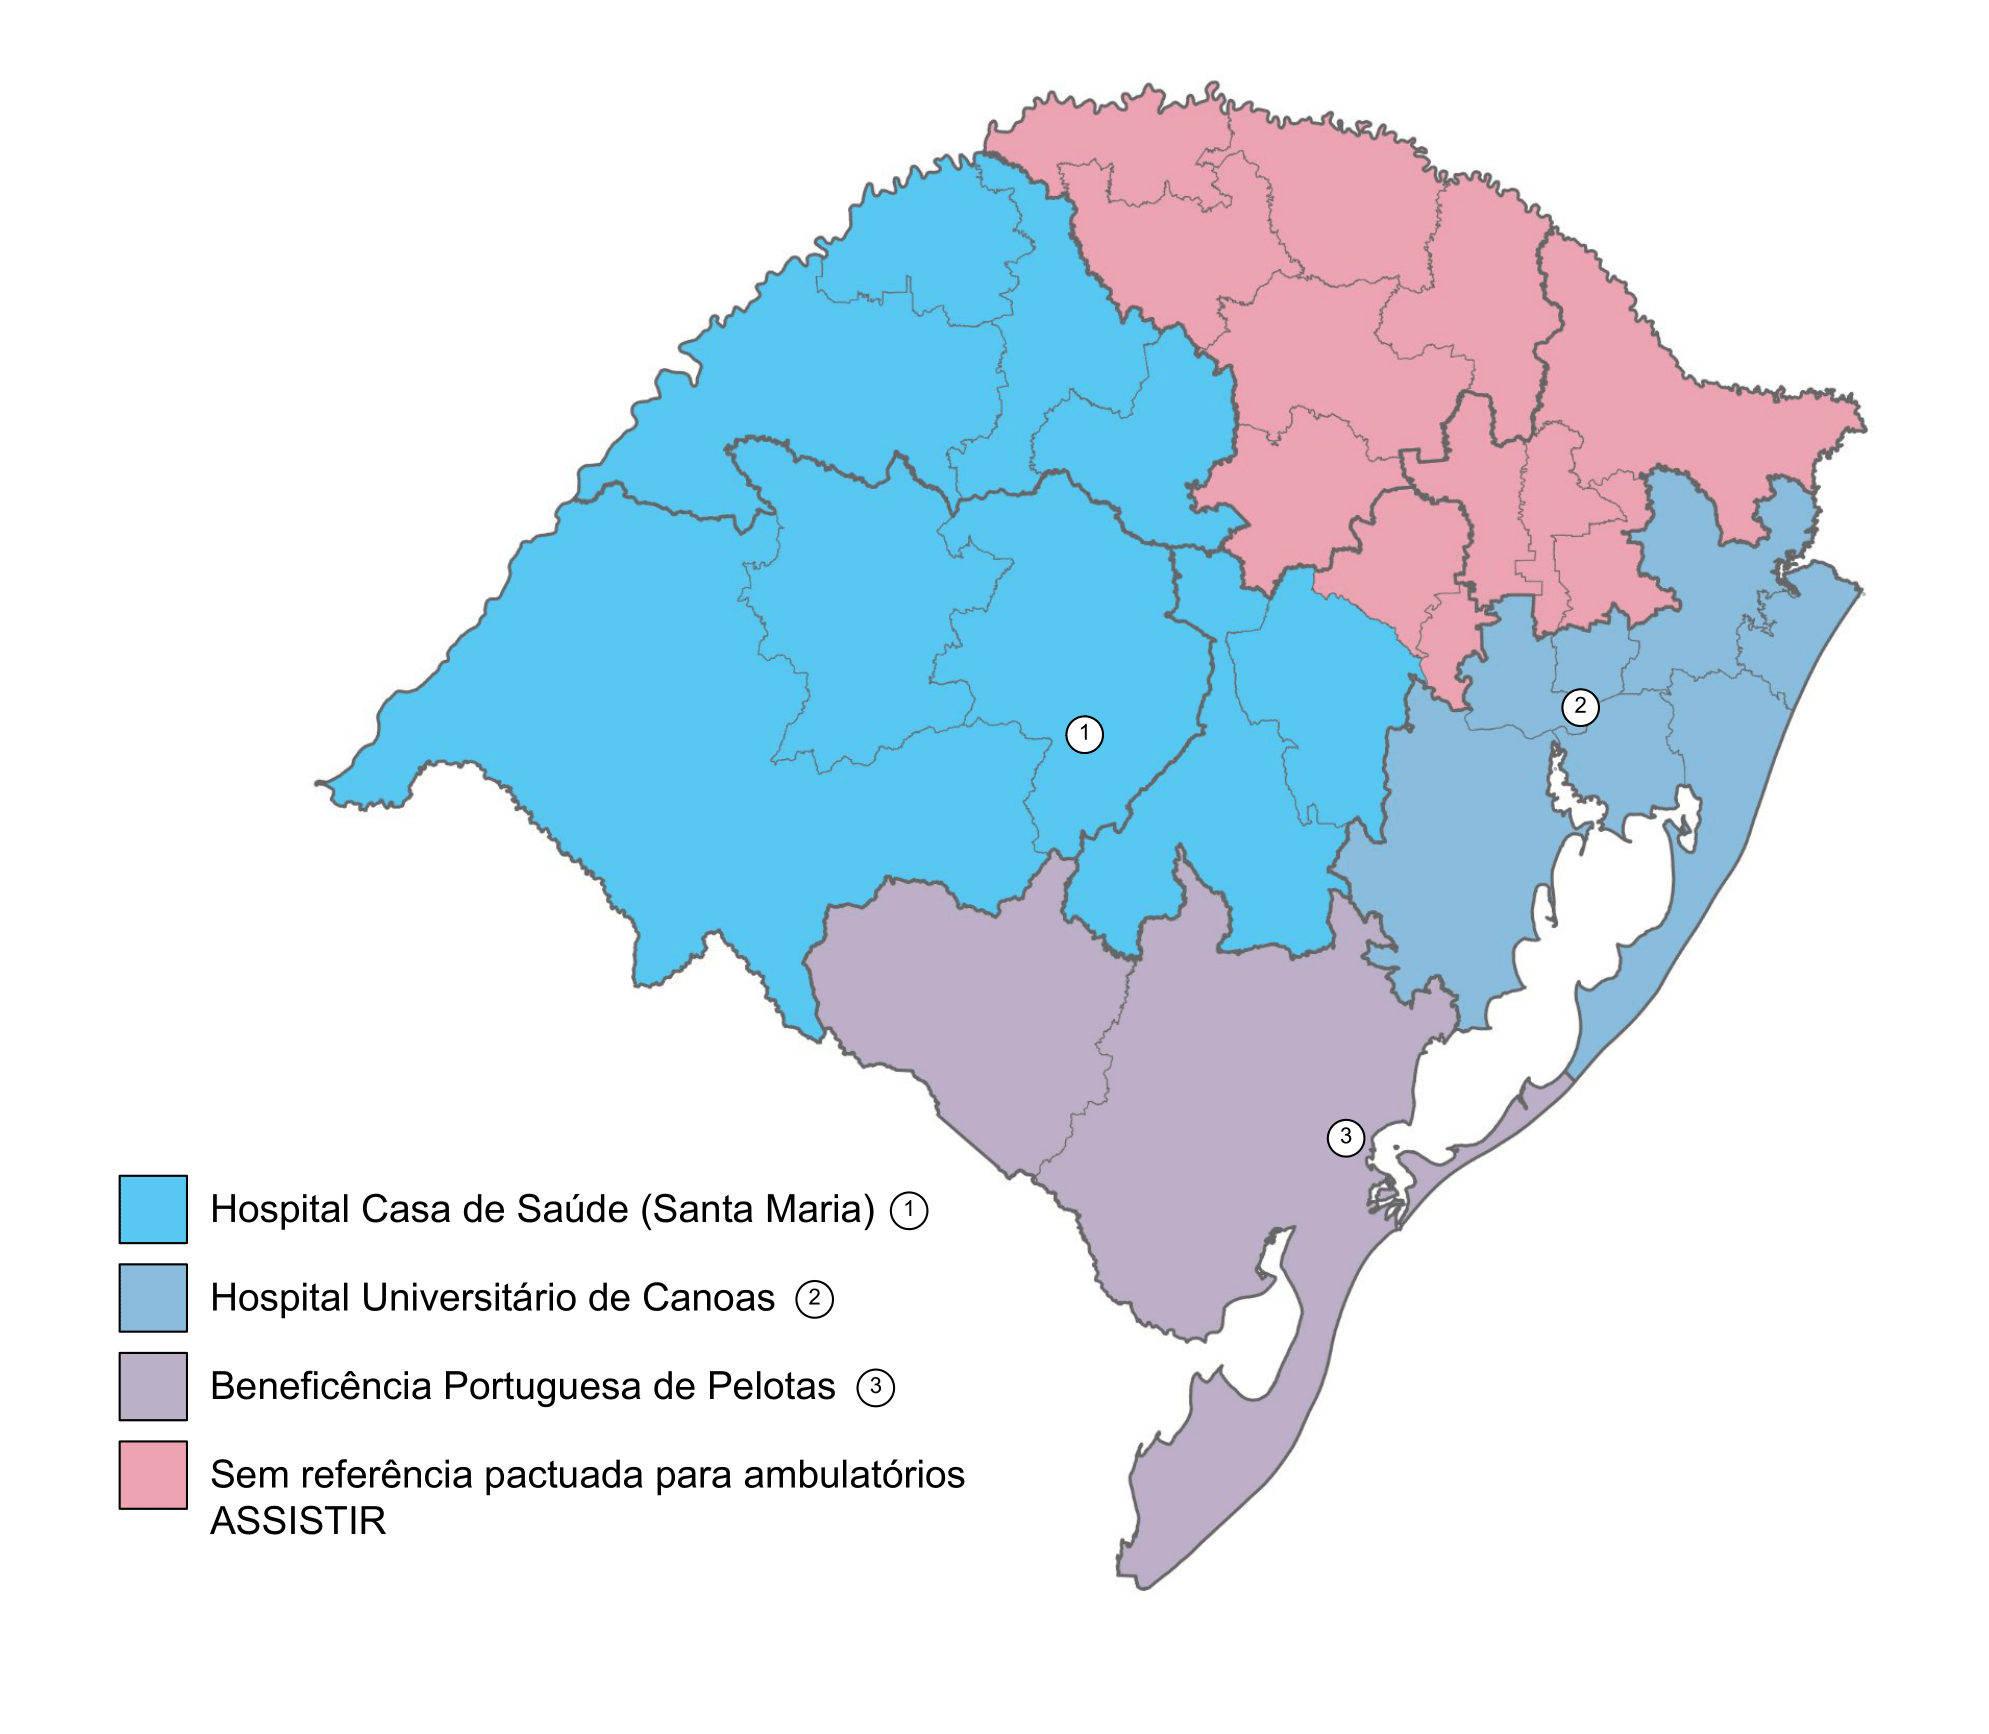 1
2
3
Hospital Casa de Saúde (Santa Maria) 1
Hospital Universitário de Canoas 2
Beneficência Portuguesa de Pelotas 3
Sem referência pactuada para ambulatórios
ASSISTIR